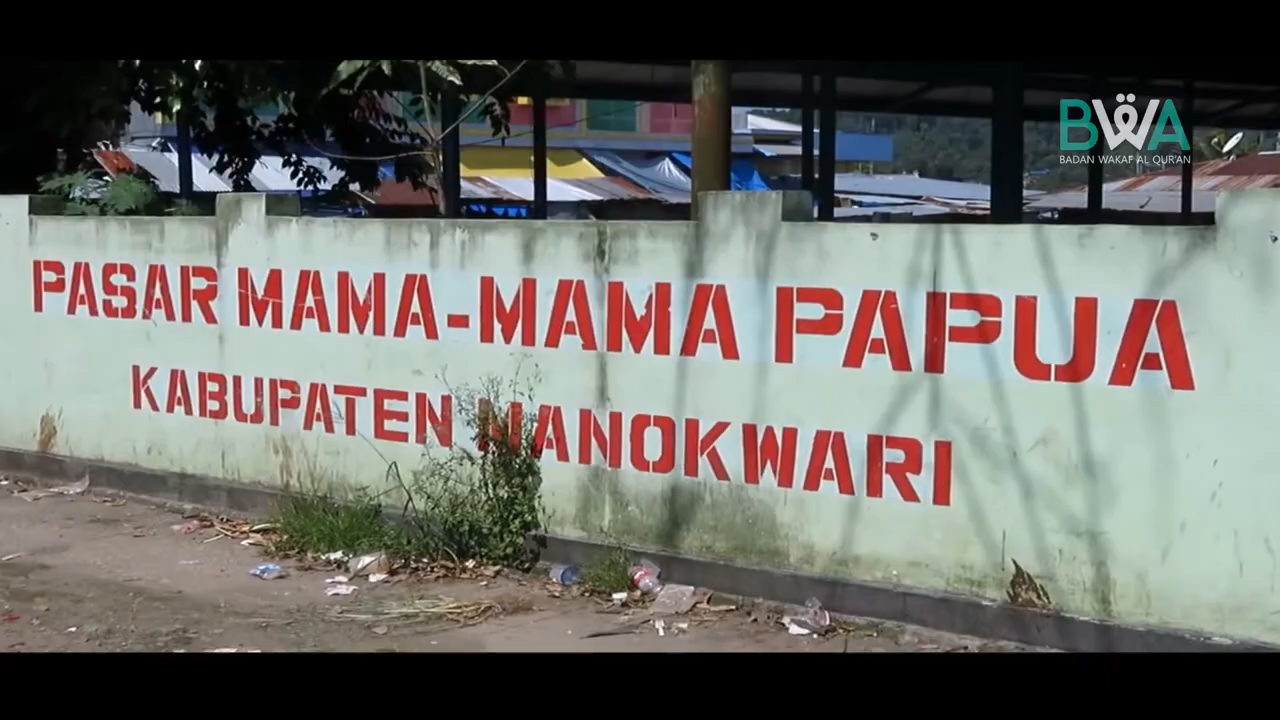 BWA
BADAN WAKAF AL QUR'AN
PASAR MAMA-MAMA PAPUA
KABUPATEN MANOKWARI